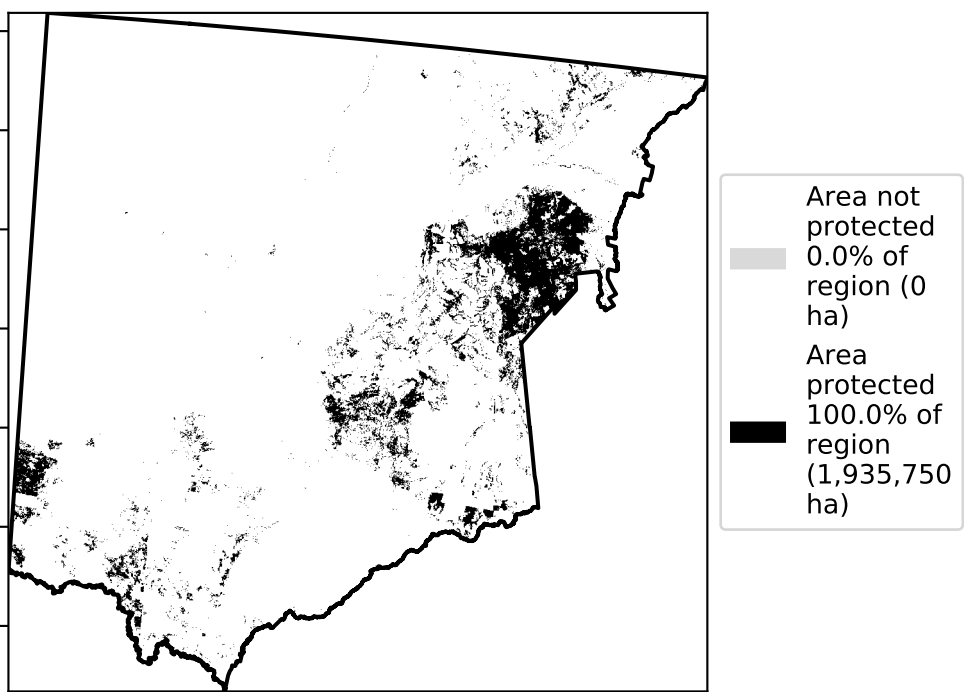 Area not
protected
0.0% of
region (0
ha)
Area
protected
100.0% of
region
(1,935,750
ha)